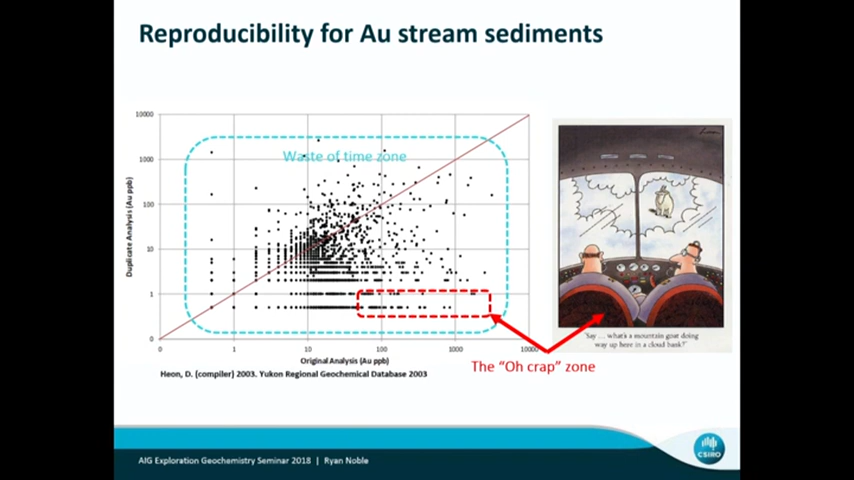 Reproducibility for Au stream sediments
10000
1000
100
10
1
0
Duplicate Analysis (Au ppb)
Waste of time zone
0
1
10
100
1000
10000
Original Analysis (Au ppb)
Heon, D. (compiler) 2003. Yukon Regional Geochemical Database 2003
"Say ... what's a mountain goat doing
way up here in a cloud bank?"
The "Oh crap" zone
AIG Exploration Geochemistry Seminar 2018 | Ryan Noble
CSIRO